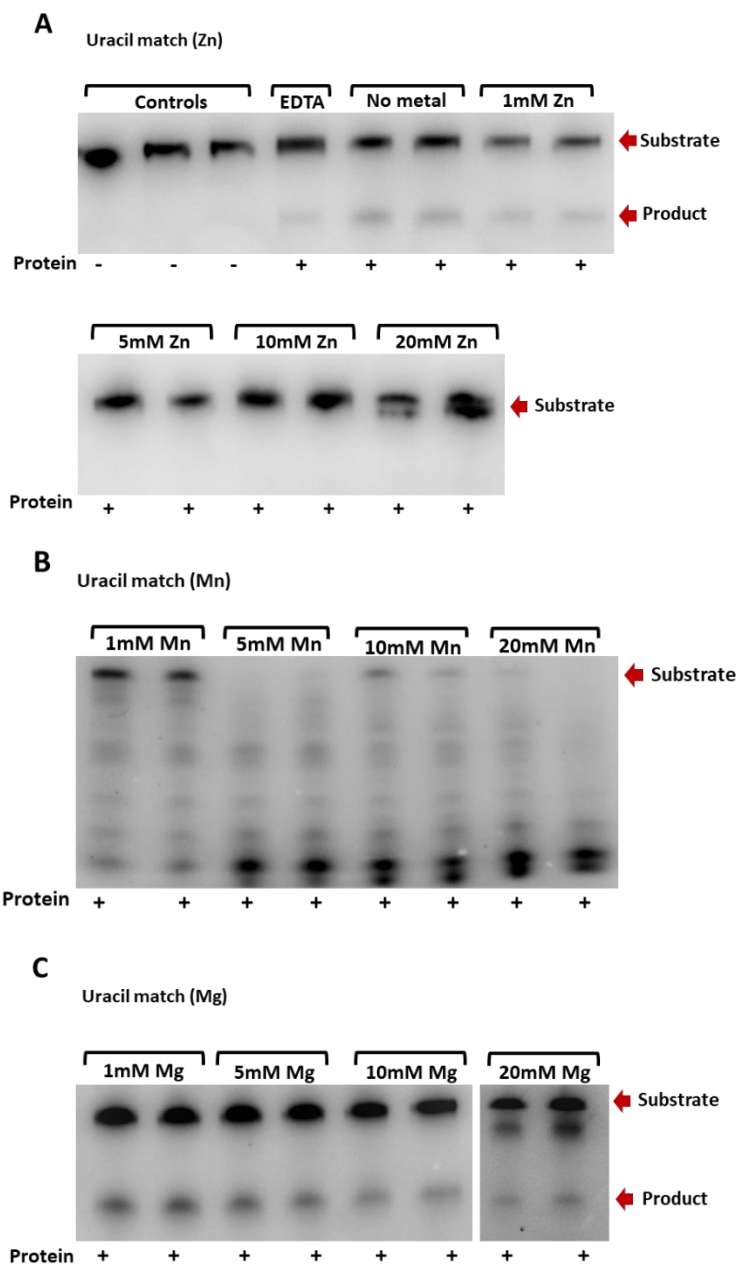 A
Uracil match (Zn)
Controls EDTA No metal 1mM Zn
Substrate
Product
Protein - - - + + + + +
5mM Zn 10mM Zn 20mM Zn
Substrate
Protein + + + + + +
B
Uracil match (Mn)
1mM Mn 5mM Mn 10mM Mn 20mM Mn
Substrate
Protein + + + + + + + +
C
Uracil match (Mg)
1mM Mg 5mM Mg 10mM Mg 20mM Mg
Substrate
Product
Protein + + + + + + + +